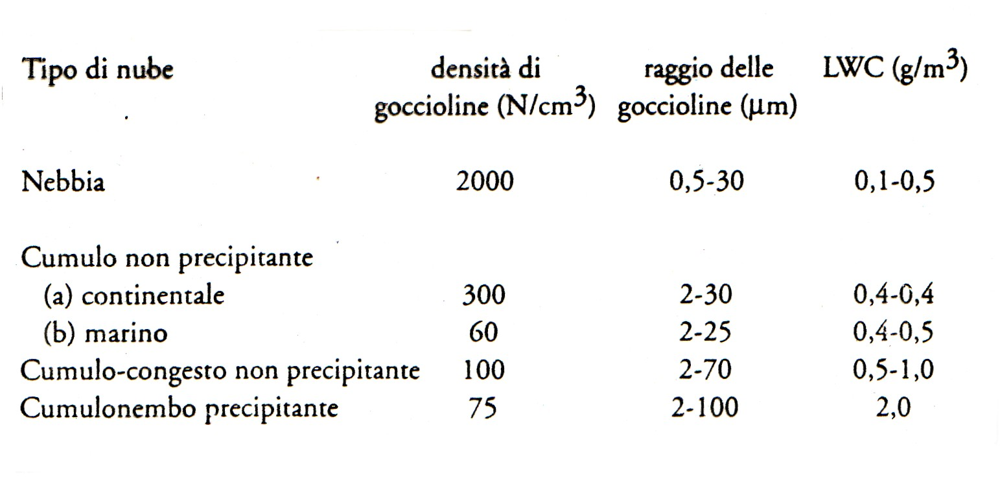 Tipo di nube densità di raggio delle LWC (g/m³)
goccioline (N/cm³) goccioline (µm)
Nebbia 2000 0,5-30 0,1-0,5
Cumulo non precipitante
(a) continentale 300 2-30 0,4-0,4
(b) marino 60 2-25 0,4-0,5
Cumulo-congesto non precipitante 100 2-70 0,5-1,0
Cumulonembo precipitante 75 2-100 2,0